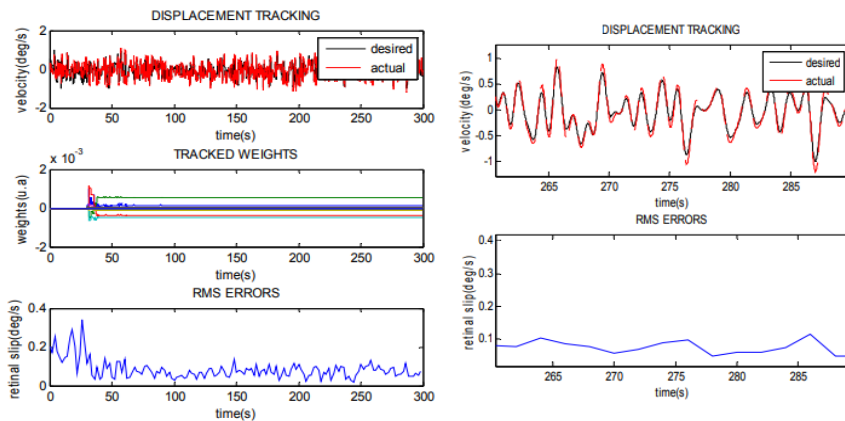 DISPLACEMENT TRACKING
2
0
-2
velocity(deg/s)
desired
actual
0 50 100 150 200 250 300
time(s)
x 10⁻³
TRACKED WEIGHTS
2
0
-2
weights(u.a)
0 50 100 150 200 250 300
time(s)
RMS ERRORS
0.4
0.2
0
retinal slip(deg/s)
0 50 100 150 200 250 300
time(s)
DISPLACEMENT TRACKING
1
0.5
0
-0.5
-1
velocity(deg/s)
desired
actual
265 270 275 280 285
time(s)
RMS ERRORS
0.4
0.3
0.2
0.1
retinal slip(deg/s)
265 270 275 280 285
time(s)